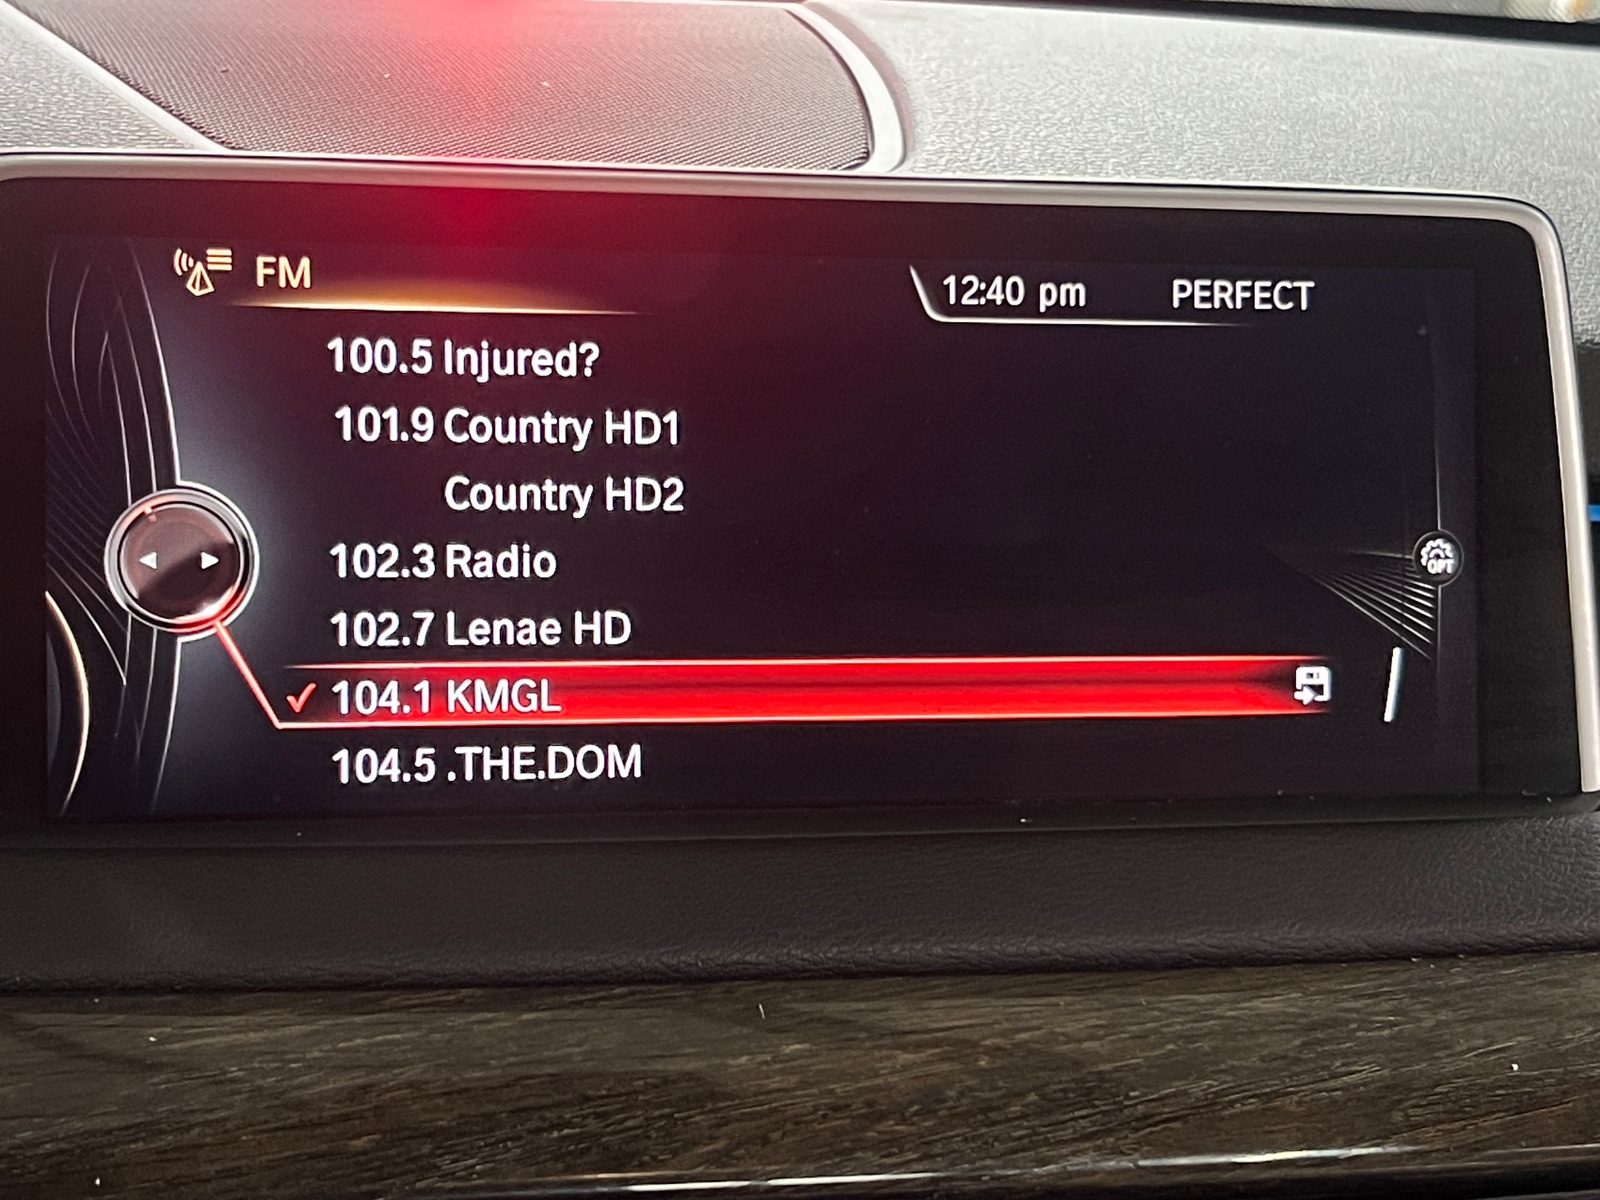 FM
12:40 pm PERFECT
100.5 Injured?
101.9 Country HD1
Country HD2
102.3 Radio
102.7 Lenae HD
104.1 KMGL
104.5 .THE.DOM
OPT